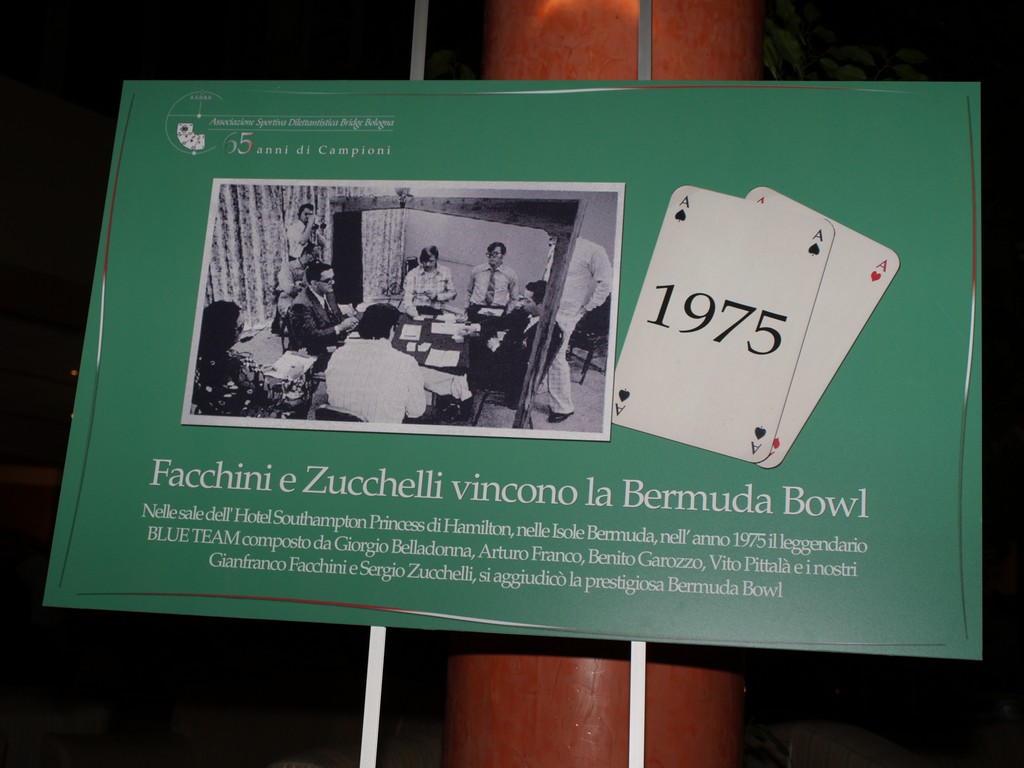 Associazione Sportiva Dilettantistica Bridge Bologna
65 anni di Campioni
A
A
A
1975
A
A
Facchini e Zucchelli vincono la Bermuda Bowl
Nelle sale dell' Hotel Southampton Princess di Hamilton, nelle Isole Bermuda, nell' anno 1975 il leggendario
BLUE TEAM composto da Giorgio Belladonna, Arturo Franco, Benito Garozzo, Vito Pittalà e i nostri
Gianfranco Facchini e Sergio Zucchelli, si aggiudicò la prestigiosa Bermuda Bowl